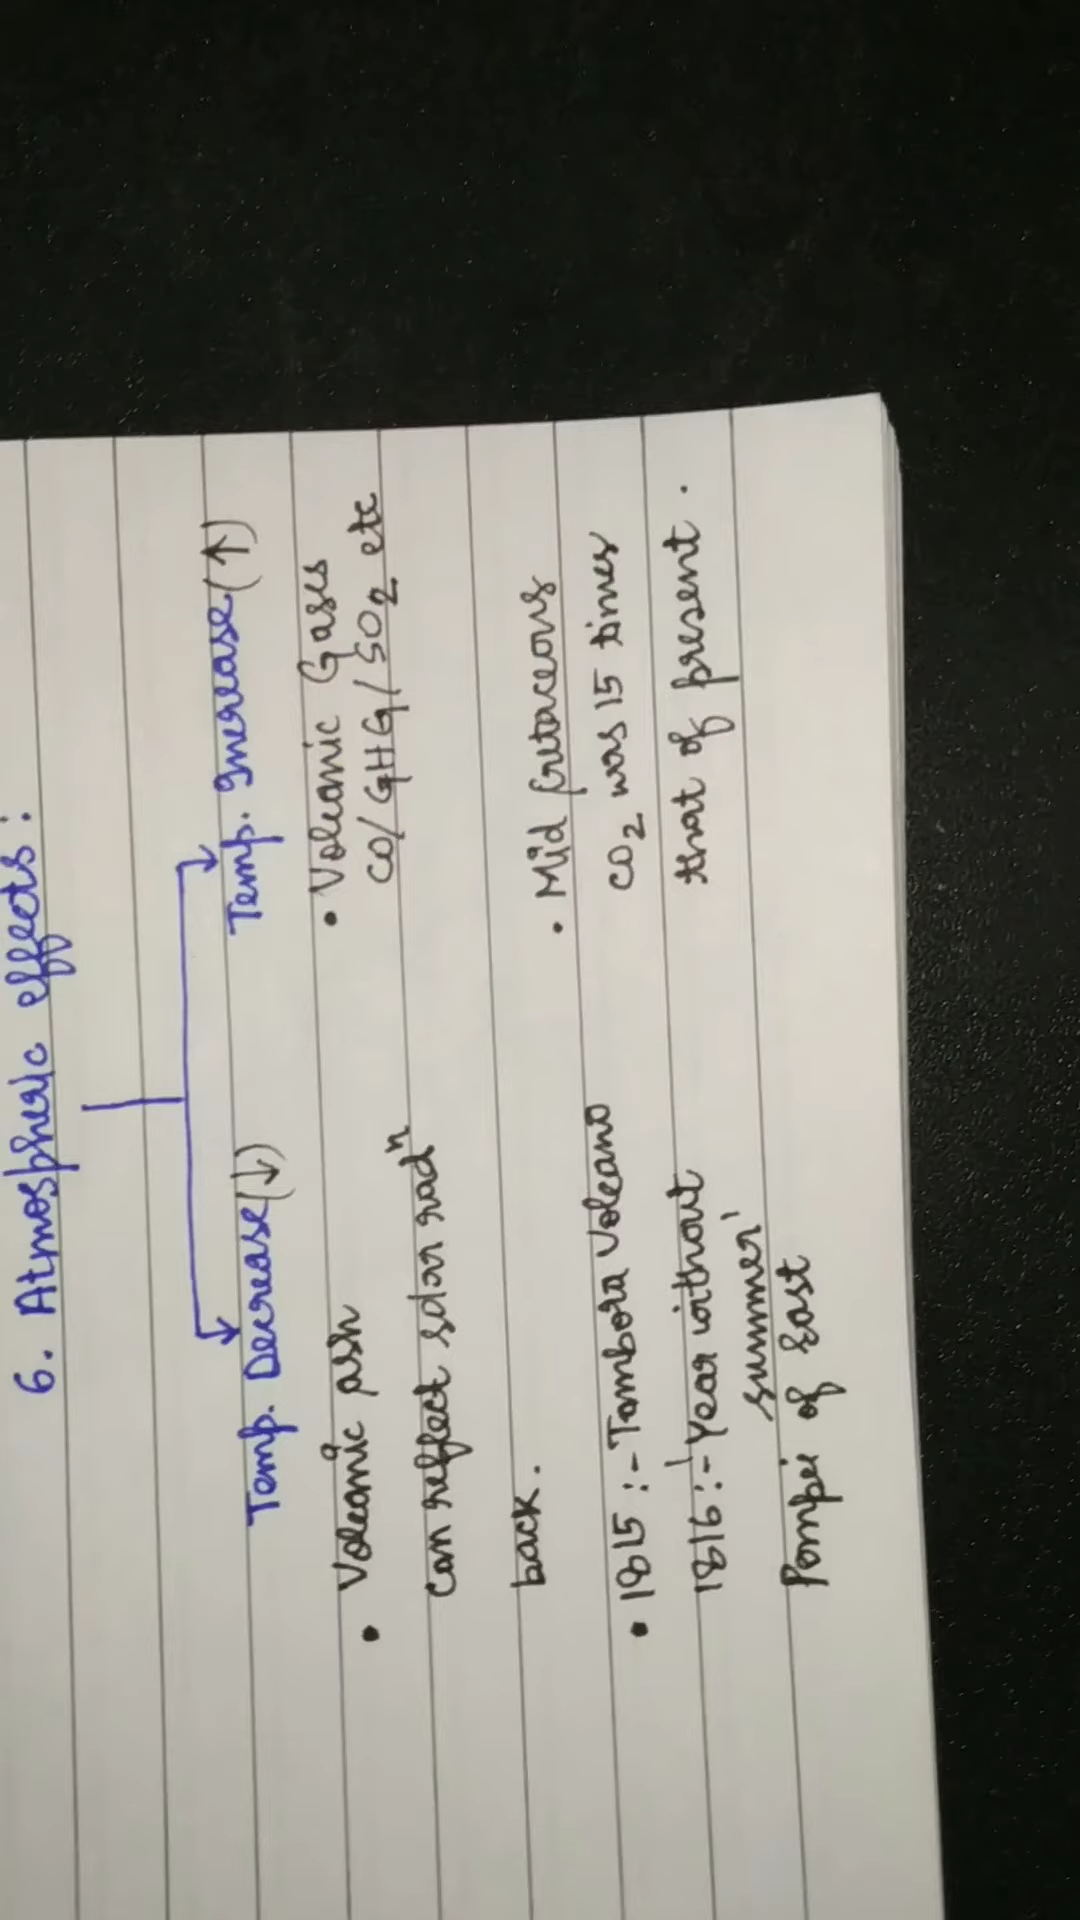 6. Atmospheric effects :
Temp. Decrease (↓)
Temp. Increase (↑)
• Volcanic ash
can reflect solar radⁿ
back.
• 1815 :- Tambora Volcano
1816 :- 'Year without
summer'
Pompei of East
• Volcanic Gases
CO/GHG/SO₂ etc
• Mid Cretaceous
CO₂ was 15 times
that of present.